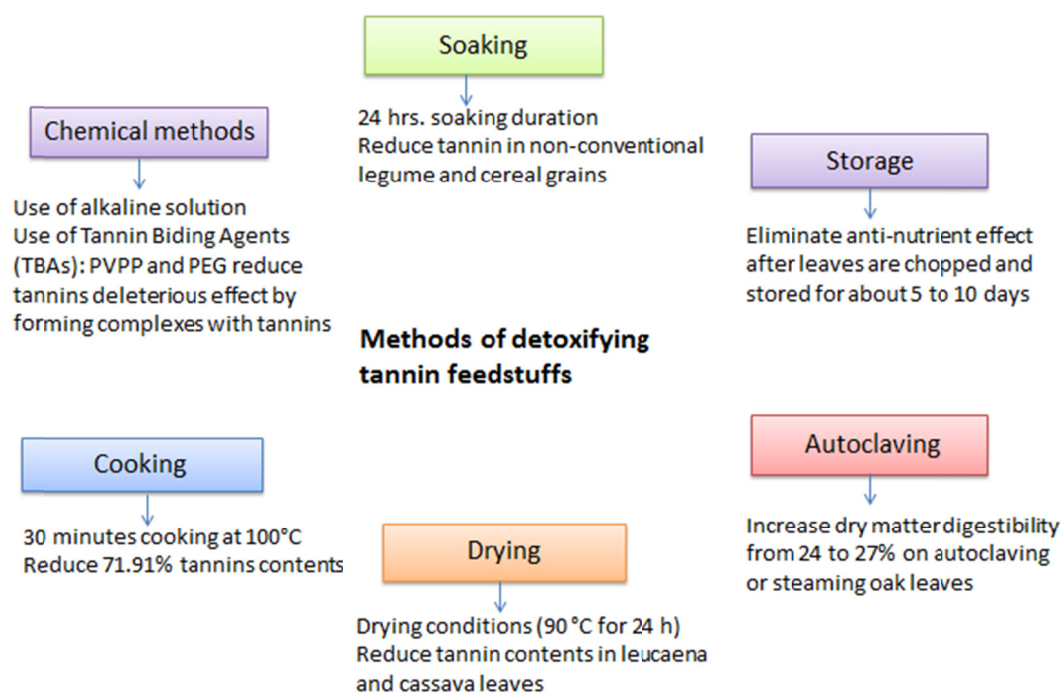 Soaking
24 hrs. soaking duration
Reduce tannin in non-conventional
legume and cereal grains
Chemical methods
Use of alkaline solution
Use of Tannin Biding Agents
(TBAs): PVPP and PEG reduce
tannins deleterious effect by
forming complexes with tannins
Storage
Eliminate anti-nutrient effect
after leaves are chopped and
stored for about 5 to 10 days
Methods of detoxifying
tannin feedstuffs
Cooking
30 minutes cooking at 100°C
Reduce 71.91% tannins contents
Drying
Drying conditions (90 °C for 24 h)
Reduce tannin contents in leucaena
and cassava leaves
Autoclaving
Increase dry matter digestibility
from 24 to 27% on autoclaving
or steaming oak leaves